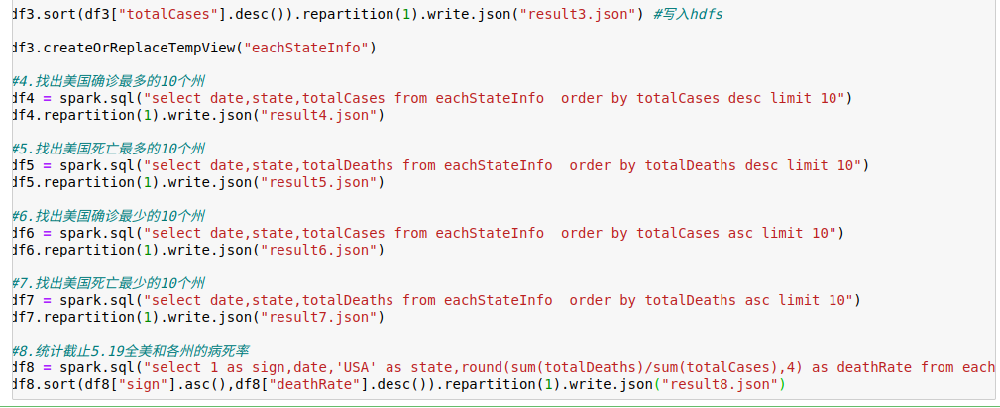 df3.sort(df3["totalCases"].desc()).repartition(1).write.json("result3.json") #写入hdfs
df3.createOrReplaceTempView("eachStateInfo")
#4.找出美国确诊最多的10个州
df4 = spark.sql("select date,state,totalCases from eachStateInfo  order by totalCases desc limit 10")
df4.repartition(1).write.json("result4.json")
#5.找出美国死亡最多的10个州
df5 = spark.sql("select date,state,totalDeaths from eachStateInfo  order by totalDeaths desc limit 10")
df5.repartition(1).write.json("result5.json")
#6.找出美国确诊最少的10个州
df6 = spark.sql("select date,state,totalCases from eachStateInfo  order by totalCases asc limit 10")
df6.repartition(1).write.json("result6.json")
#7.找出美国死亡最少的10个州
df7 = spark.sql("select date,state,totalDeaths from eachStateInfo  order by totalDeaths asc limit 10")
df7.repartition(1).write.json("result7.json")
#8.统计截止5.19全美和各州的病死率
df8 = spark.sql("select 1 as sign,date,'USA' as state,round(sum(totalDeaths)/sum(totalCases),4) as deathRate from each
df8.sort(df8["sign"].asc(),df8["deathRate"].desc()).repartition(1).write.json("result8.json")